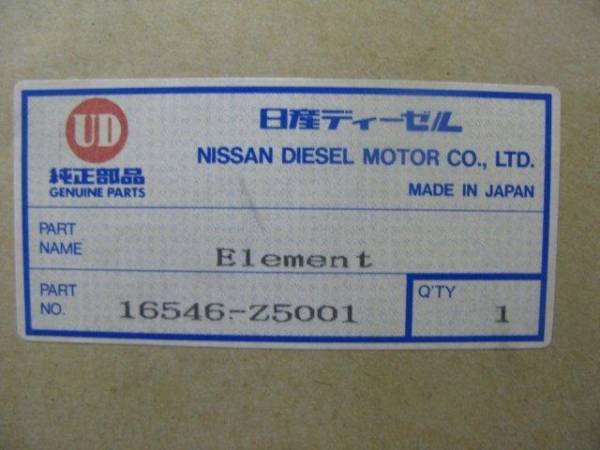 UD
純正部品
GENUINE PARTS
日産ディーゼル
NISSAN DIESEL MOTOR CO., LTD.
MADE IN JAPAN
PART
NAME
Element
PART
NO.
16546-Z5001
Q'TY
1